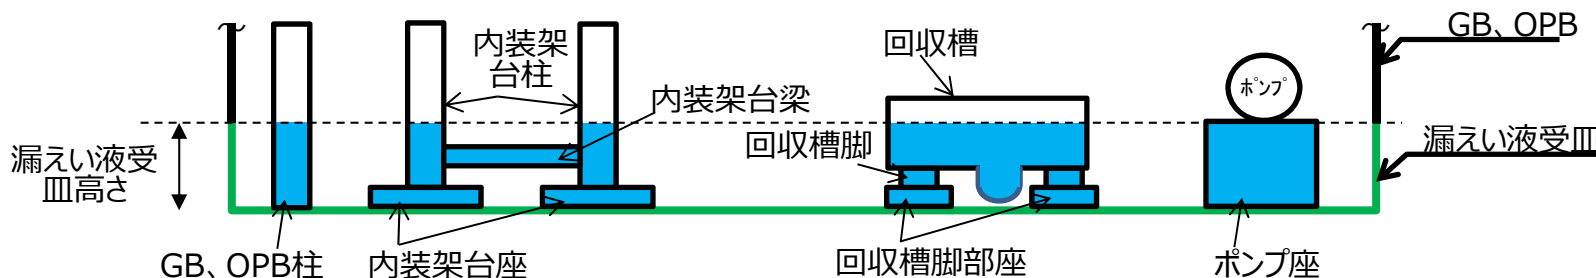 GB、OPB
内装架
台柱
回収槽
ポンプ
内装架台梁
回収槽脚
漏えい液受皿
漏えい液受
皿高さ
GB、OPB柱
内装架台座
回収槽脚部座
ポンプ座